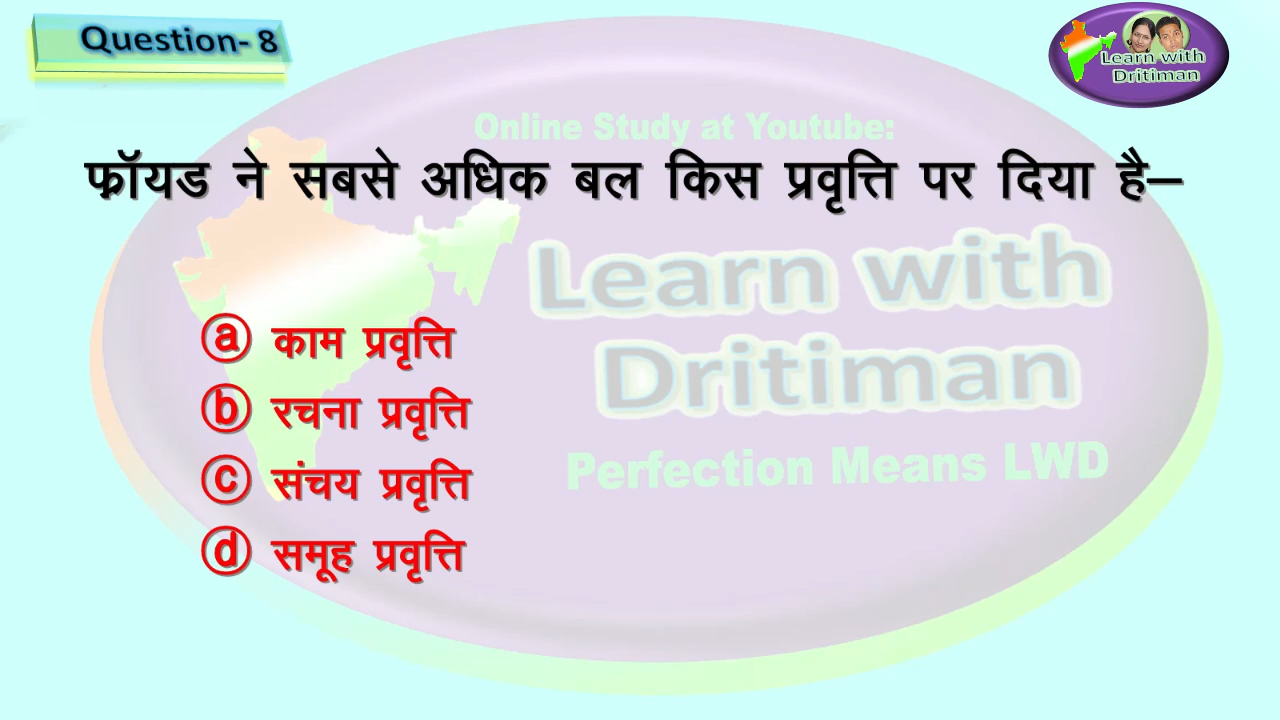 Question- 8
Learn with
Dritiman
Online Study at Youtube:
फ्रॉयड ने सबसे अधिक बल किस प्रवृत्ति पर दिया है–
Learn with
Dritiman
ⓐ काम प्रवृत्ति
ⓑ रचना प्रवृत्ति
ⓒ संचय प्रवृत्ति
ⓓ समूह प्रवृत्ति
Perfection Means LWD